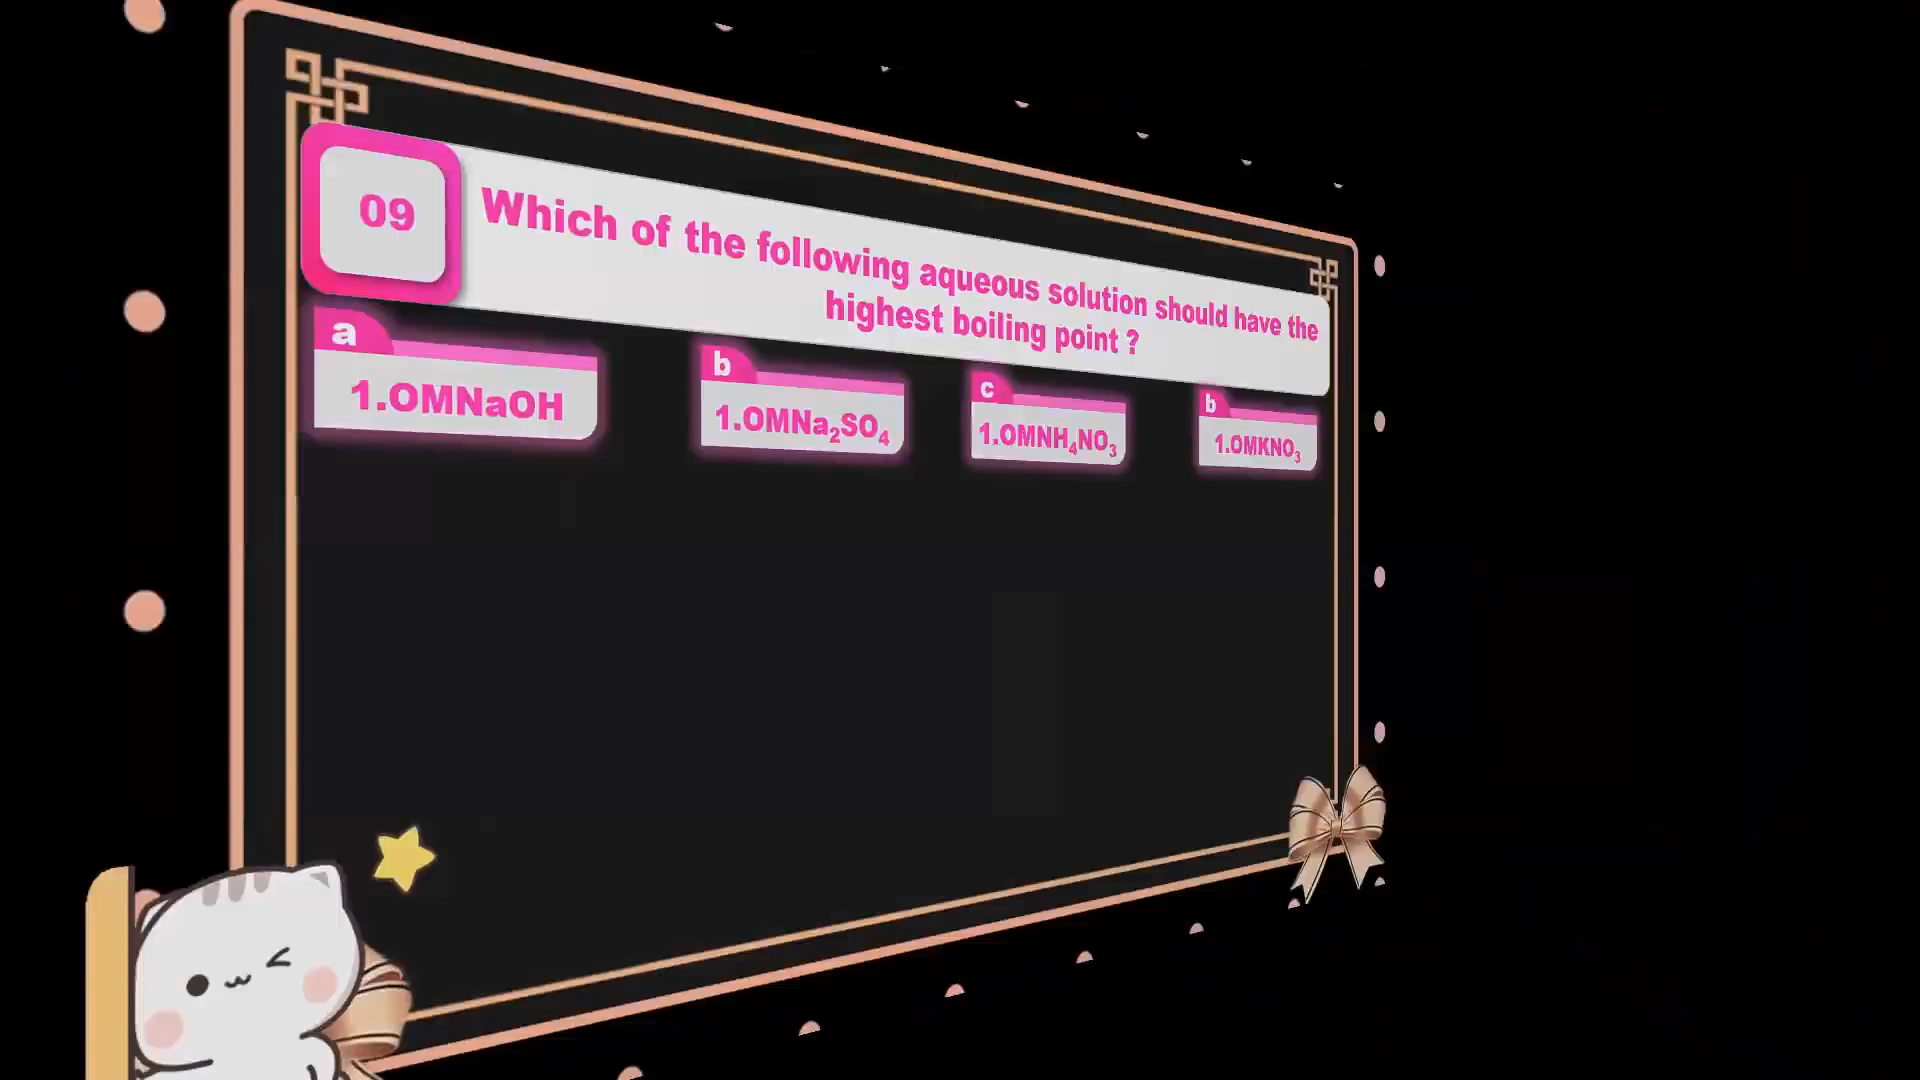 09
Which of the following aqueous solution should have the
highest boiling point ?
a
1.OMNaOH
b
1.OMNa₂SO₄
c
1.OMNH₄NO₃
b
1.OMKNO₃